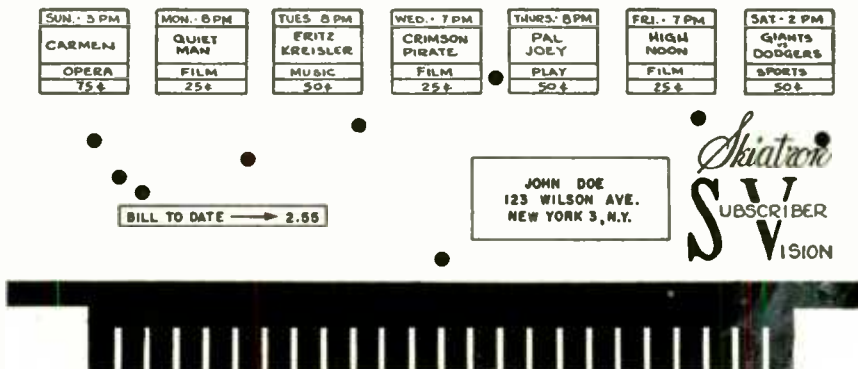 SUN. - 3 PM
CARMEN
OPERA
75¢
MON. - 8 PM
QUIET
MAN
FILM
25¢
TUES 8 PM
FRITZ
KREISLER
MUSIC
50¢
WED. - 7 PM
CRIMSON
PIRATE
FILM
25¢
THURS. - 8 PM
PAL
JOEY
PLAY
50¢
FRI. - 7 PM
HIGH
NOON
FILM
25¢
SAT - 2 PM
GIANTS
VS
DODGERS
SPORTS
50¢
Skiatron
SUBSCRIBER
VISION
JOHN DOE
123 WILSON AVE.
NEW YORK 3, N.Y.
BILL TO DATE → 2.55